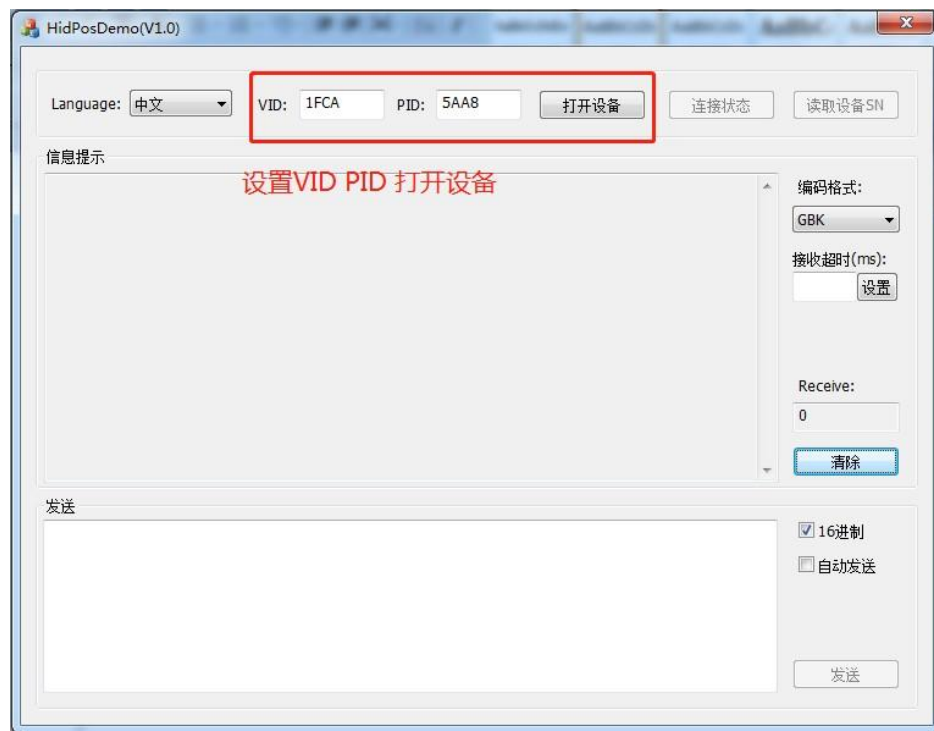 HidPosDemo(V1.0)
Language: 中文 VID: 1FCA PID: 5AA8 打开设备 连接状态 读取设备SN
信息提示
设置VID PID 打开设备
编码格式:
GBK
接收超时(ms):
设置
Receive:
0
清除
发送
16进制
自动发送
发送